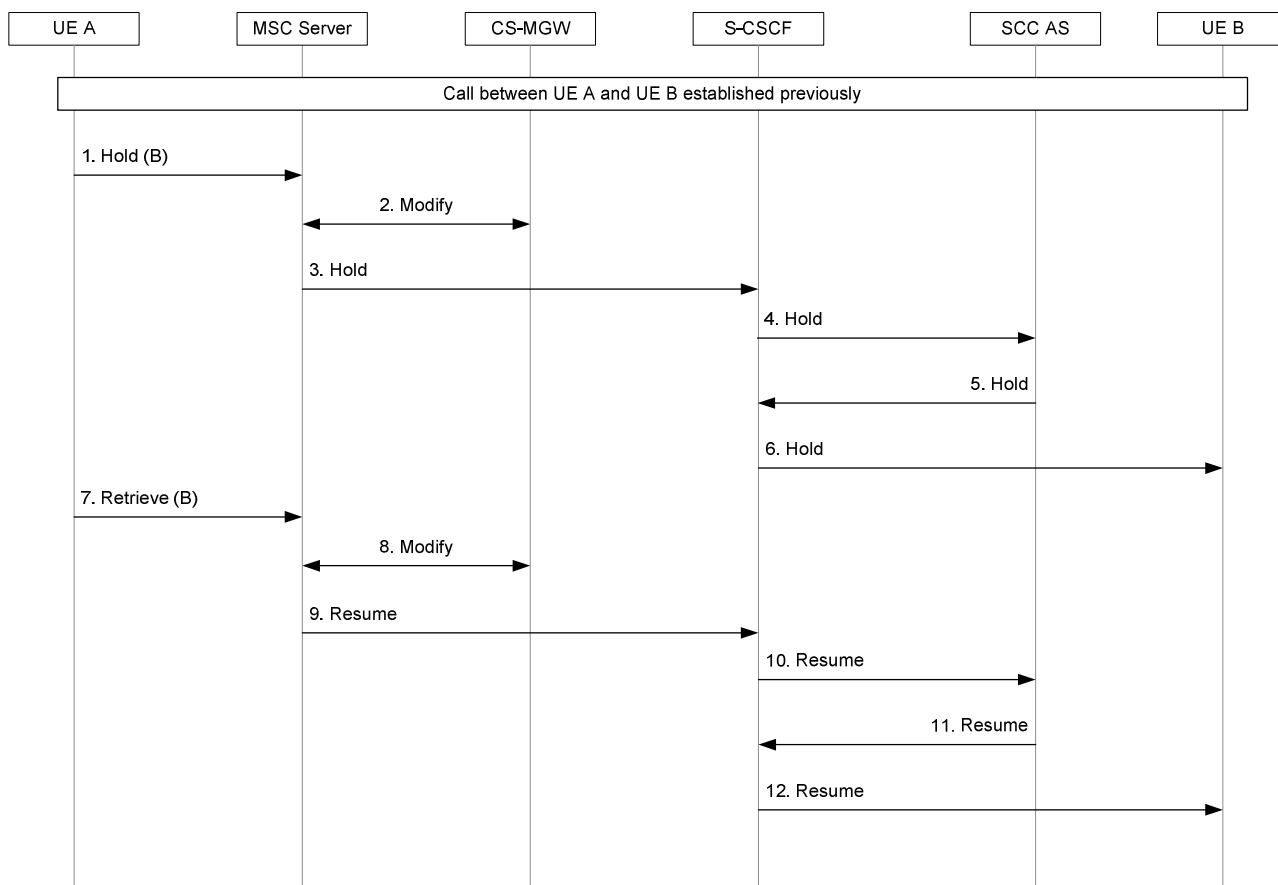 UE A
MSC Server
CS-MGW
S-CSCF
SCC AS
UE B
Call between UE A and UE B established previously
1. Hold (B)
2. Modify
3. Hold
4. Hold
5. Hold
6. Hold
7. Retrieve (B)
8. Modify
9. Resume
10. Resume
11. Resume
12. Resume